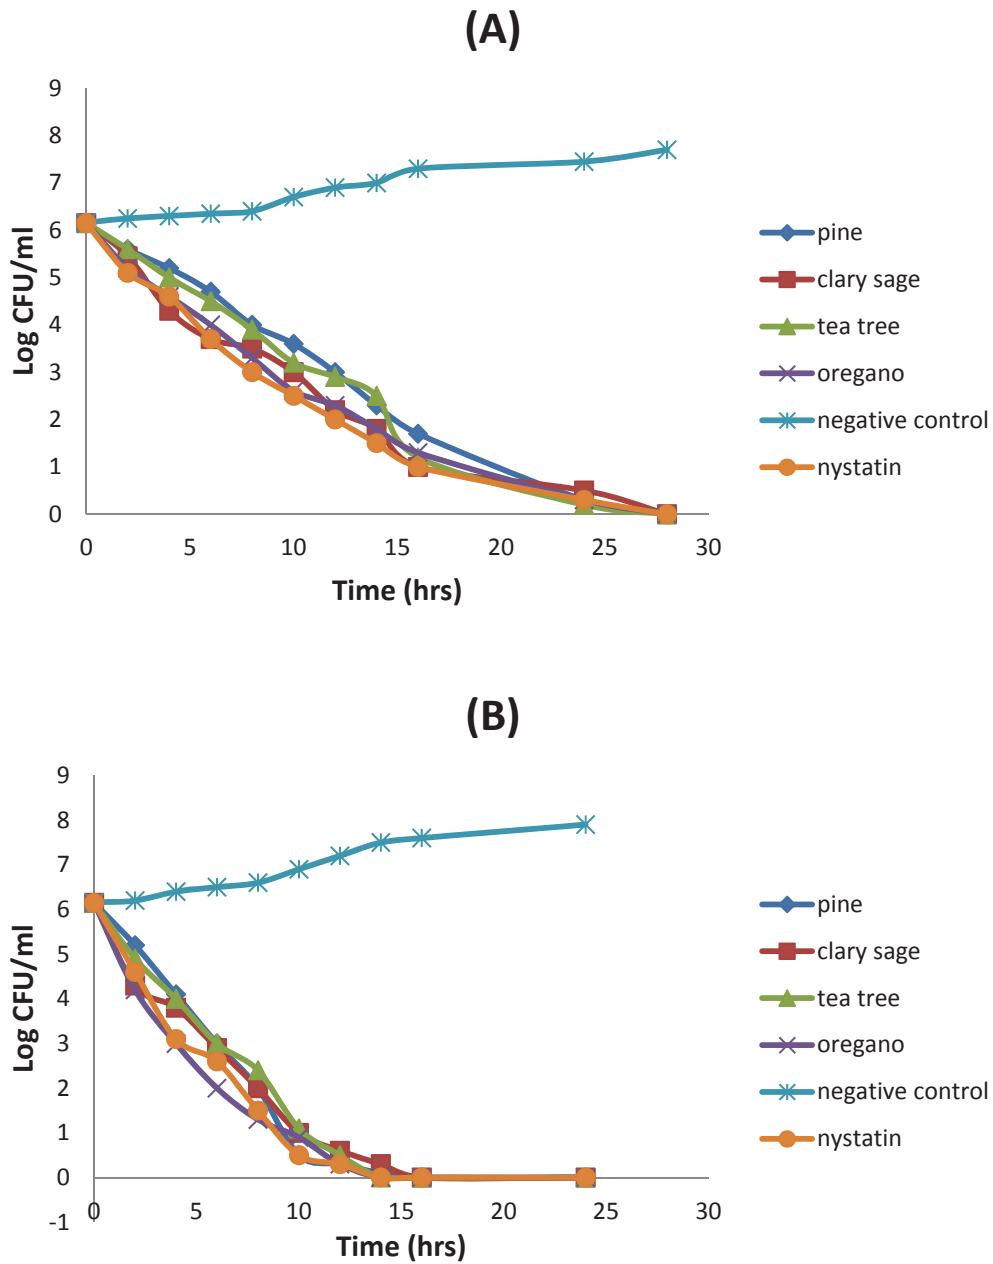 (A)
9
8
7
6
5
4
3
2
1
0
Log CFU/ml
0 5 10 15 20 25 30
Time (hrs)
pine
clary sage
tea tree
oregano
negative control
nystatin
(B)
9
8
7
6
5
4
3
2
1
0
-1
Log CFU/ml
0 5 10 15 20 25 30
Time (hrs)
pine
clary sage
tea tree
oregano
negative control
nystatin